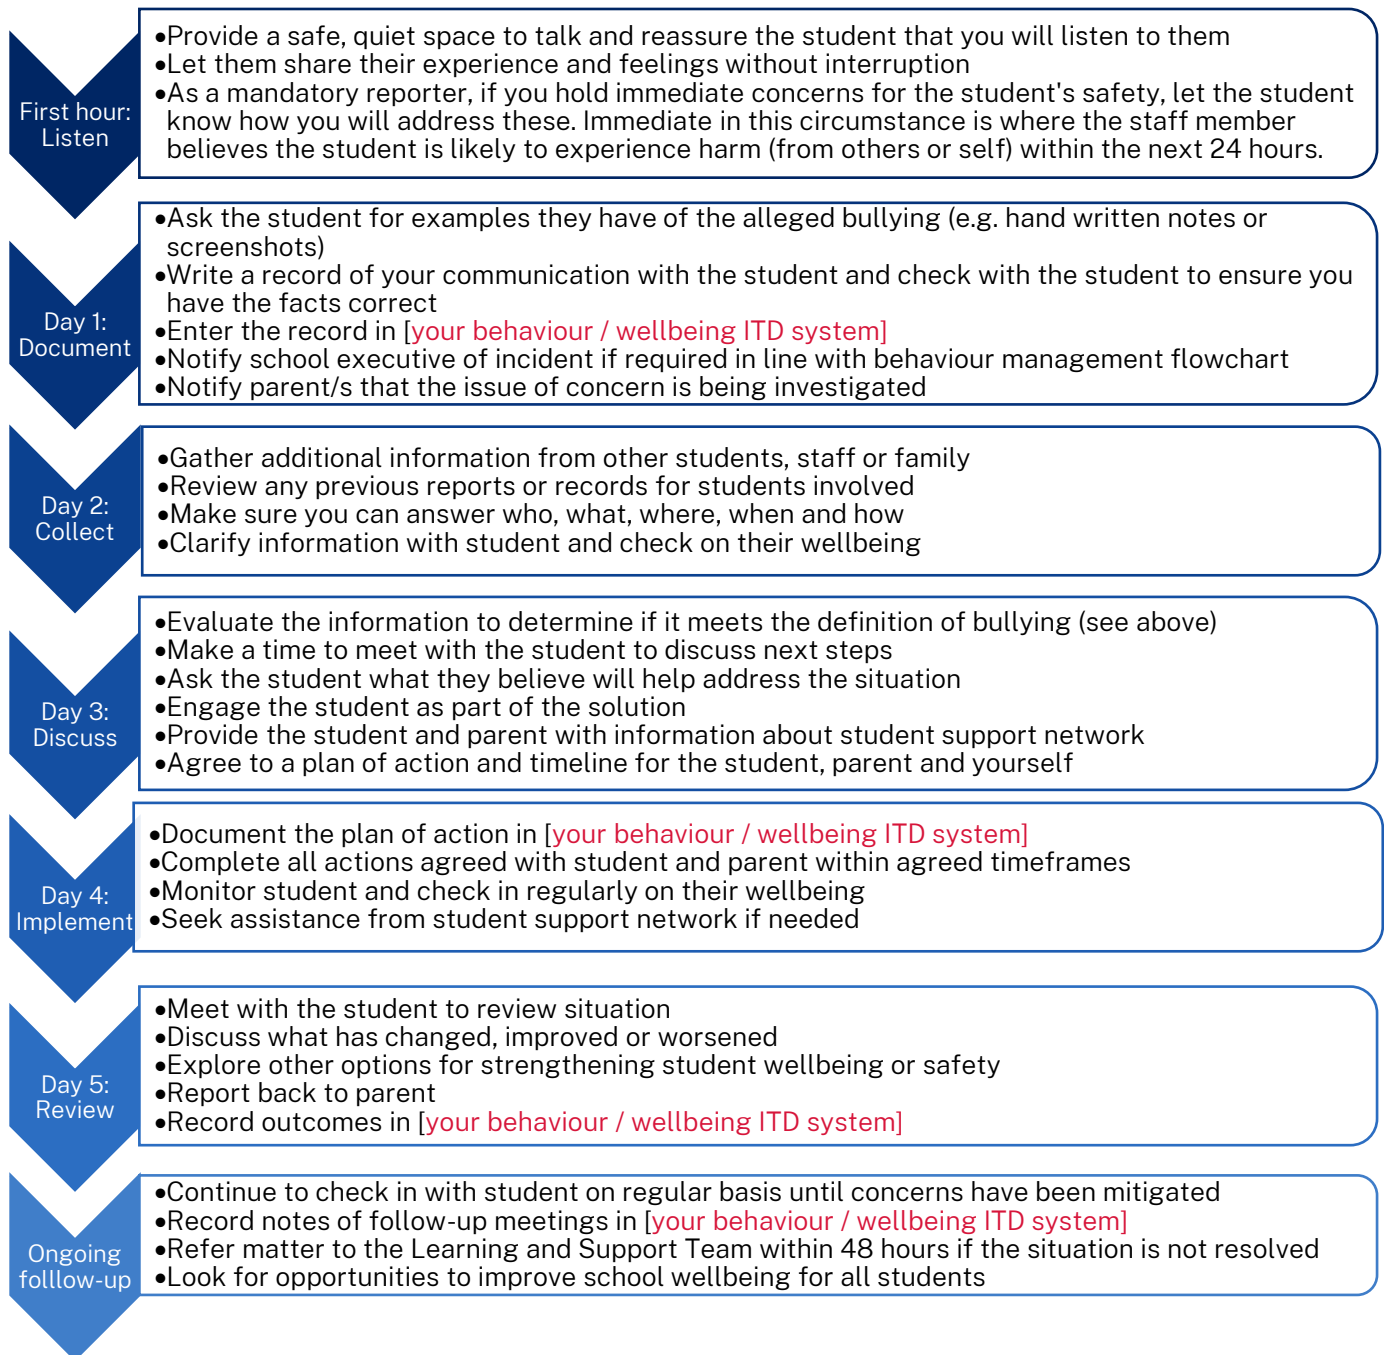 First hour:
Listen
•Provide a safe, quiet space to talk and reassure the student that you will listen to them
•Let them share their experience and feelings without interruption
•As a mandatory reporter, if you hold immediate concerns for the student's safety, let the student
know how you will address these. Immediate in this circumstance is where the staff member
believes the student is likely to experience harm (from others or self) within the next 24 hours.
Day 1:
Document
•Ask the student for examples they have of the alleged bullying (e.g. hand written notes or
screenshots)
•Write a record of your communication with the student and check with the student to ensure you
have the facts correct
•Enter the record in [your behaviour / wellbeing ITD system]
•Notify school executive of incident if required in line with behaviour management flowchart
•Notify parent/s that the issue of concern is being investigated
Day 2:
Collect
•Gather additional information from other students, staff or family
•Review any previous reports or records for students involved
•Make sure you can answer who, what, where, when and how
•Clarify information with student and check on their wellbeing
Day 3:
Discuss
•Evaluate the information to determine if it meets the definition of bullying (see above)
•Make a time to meet with the student to discuss next steps
•Ask the student what they believe will help address the situation
•Engage the student as part of the solution
•Provide the student and parent with information about student support network
•Agree to a plan of action and timeline for the student, parent and yourself
Day 4:
Implement
•Document the plan of action in [your behaviour / wellbeing ITD system]
•Complete all actions agreed with student and parent within agreed timeframes
•Monitor student and check in regularly on their wellbeing
•Seek assistance from student support network if needed
Day 5:
Review
•Meet with the student to review situation
•Discuss what has changed, improved or worsened
•Explore other options for strengthening student wellbeing or safety
•Report back to parent
•Record outcomes in [your behaviour / wellbeing ITD system]
Ongoing
folllow-up
•Continue to check in with student on regular basis until concerns have been mitigated
•Record notes of follow-up meetings in [your behaviour / wellbeing ITD system]
•Refer matter to the Learning and Support Team within 48 hours if the situation is not resolved
•Look for opportunities to improve school wellbeing for all students